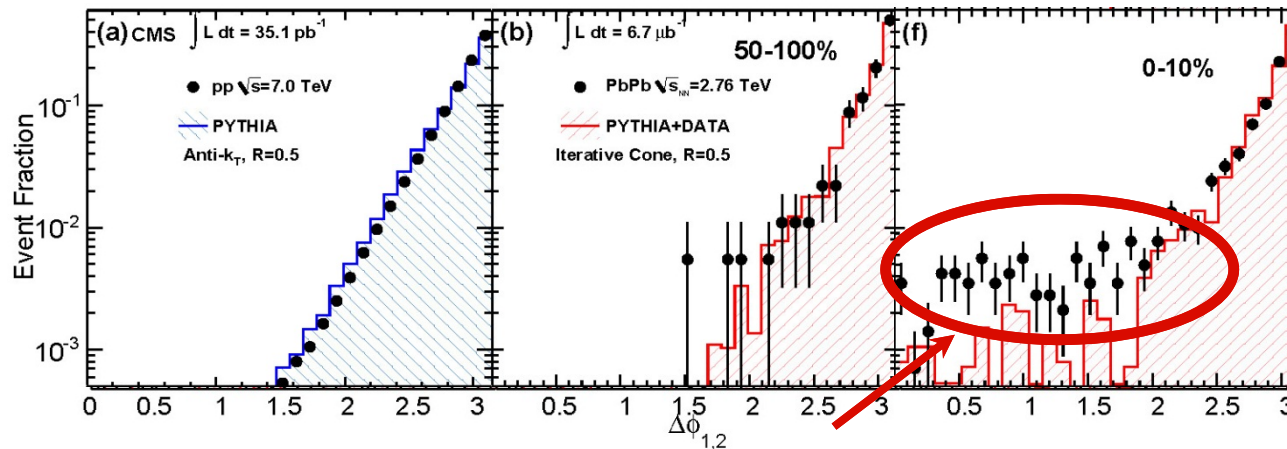 (a) CMS ∫ L dt = 35.1 pb⁻¹
pp √s=7.0 TeV
PYTHIA
Anti-k_T, R=0.5
(b) ∫ L dt = 6.7 μb⁻¹
50-100%
PbPb √s_NN=2.76 TeV
PYTHIA+DATA
Iterative Cone, R=0.5
(f)
0-10%
Event Fraction
10⁻¹
10⁻²
10⁻³
0 0.5 1 1.5 2 2.5 3
0.5 1 1.5 2 2.5 3
0.5 1 1.5 2 2.5 3
Δϕ₁,₂